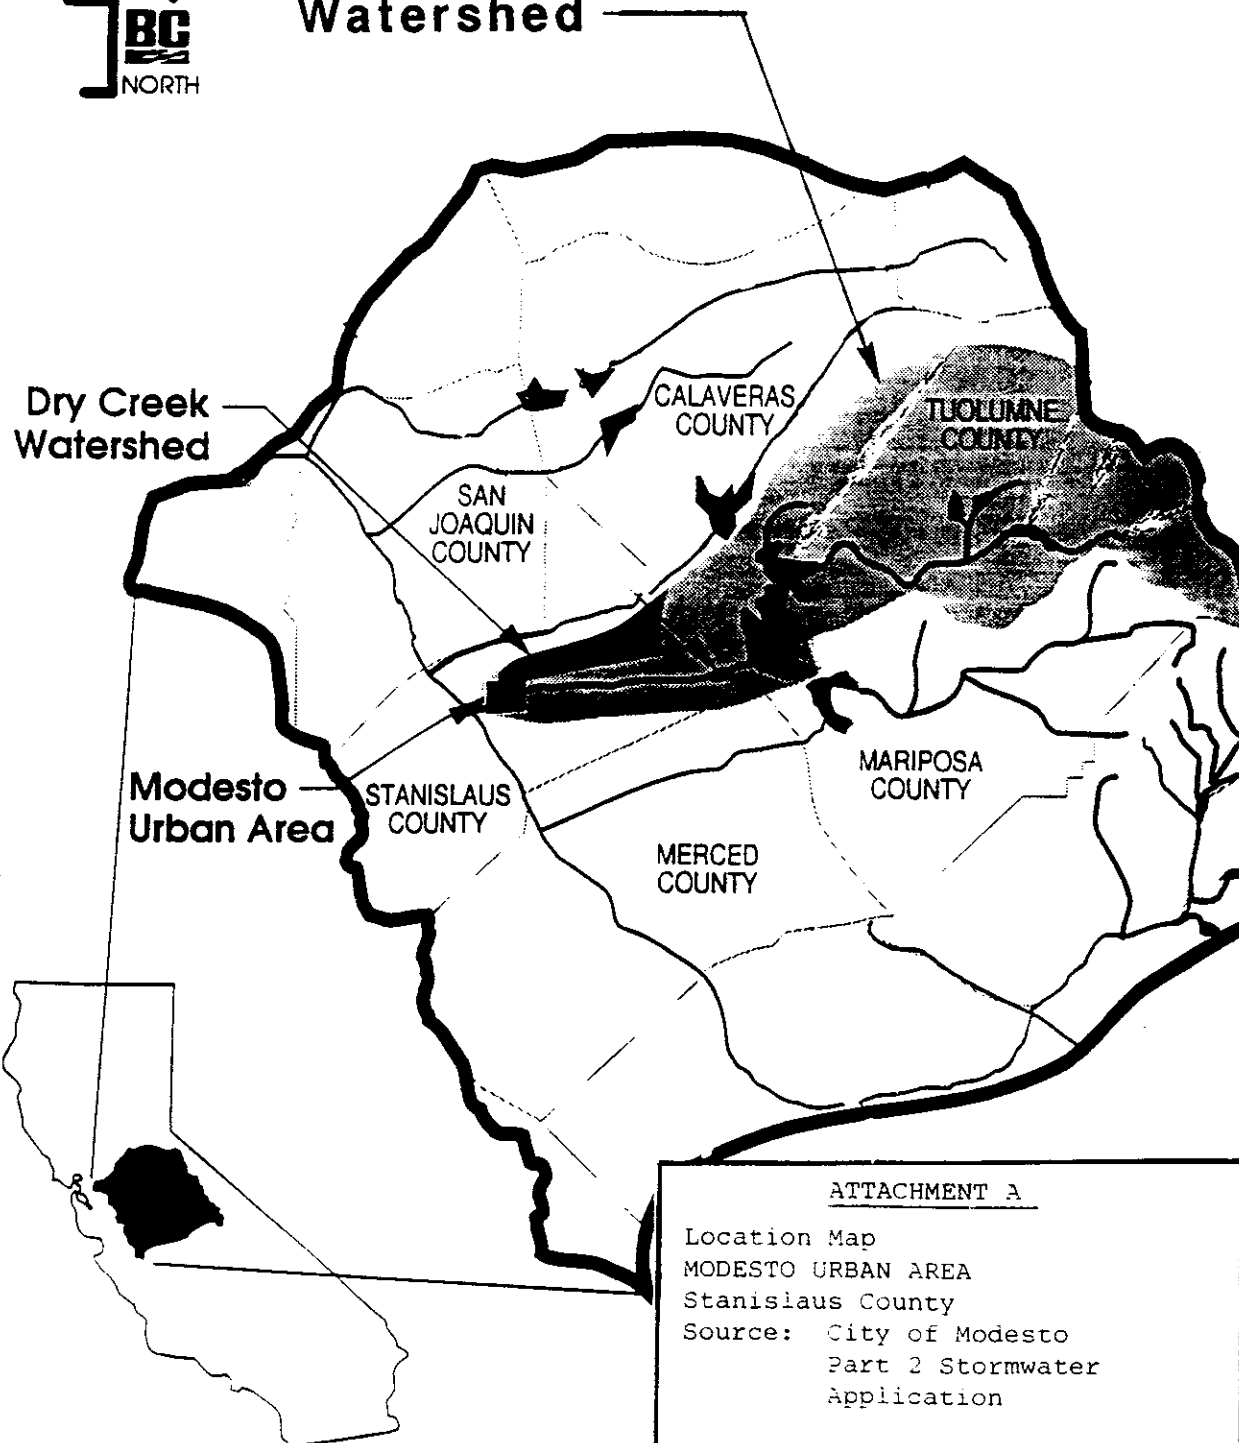 Watershed
BC
NORTH
Dry Creek
Watershed
CALAVERAS
COUNTY
TUOLUMNE
COUNTY
SAN
JOAQUIN
COUNTY
Modesto
Urban Area
STANISLAUS
COUNTY
MARIPOSA
COUNTY
MERCED
COUNTY
ATTACHMENT A
Location Map
MODESTO URBAN AREA
Stanislaus County
Source: City of Modesto
Part 2 Stormwater
Application